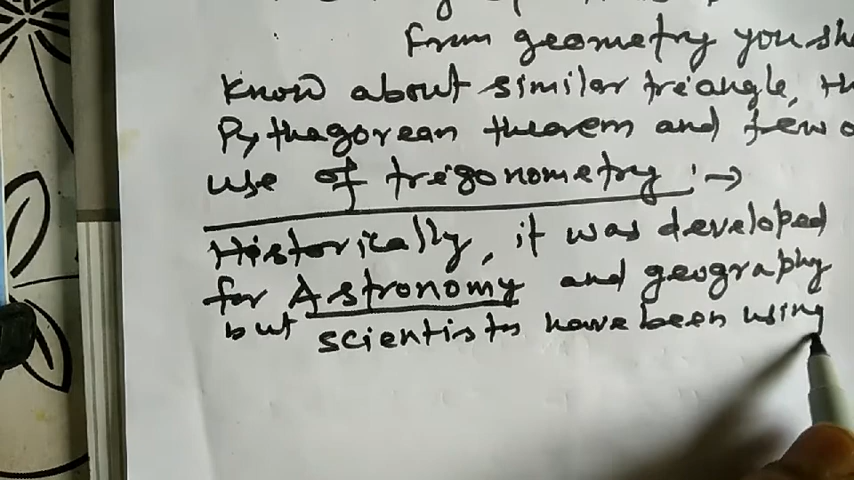 from geometry you sh
know about similar triangle, th
Pythagorean theorem and few o
use of trigonometry :→
Historically, it was developed
for Astronomy and geography
but scientists have been using